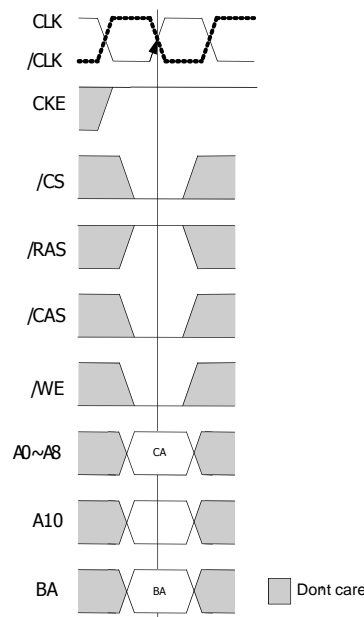 CLK
/CLK
CKE
/CS
/RAS
/CAS
/WE
A0~A8
CA
A10
BA
BA
Dont care